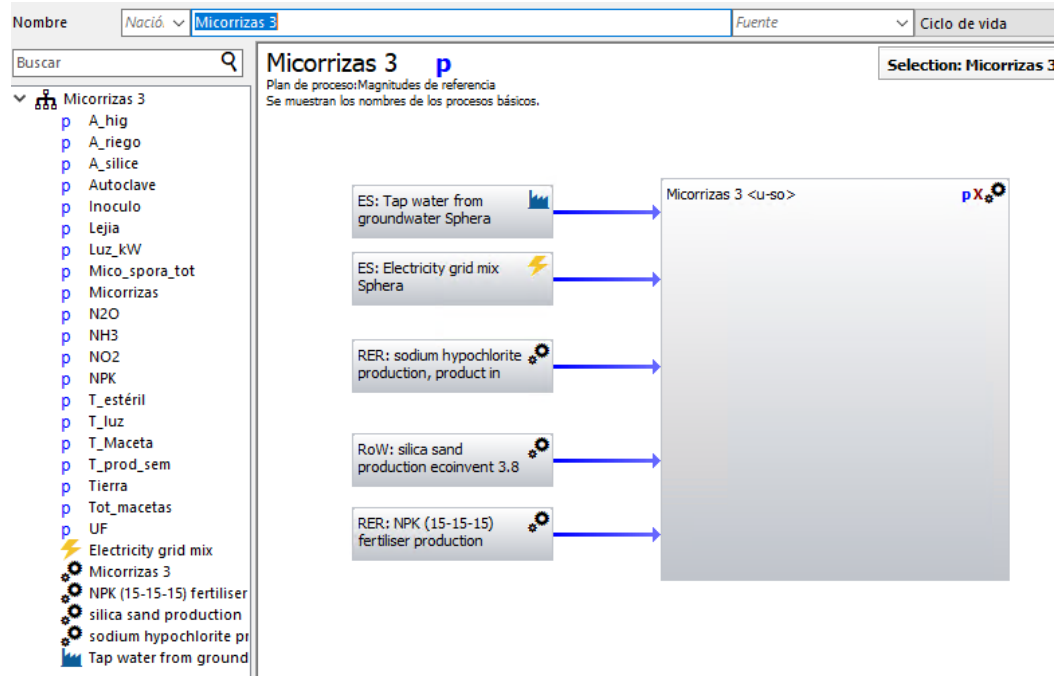 Nombre
Nació.
Micorrizas 3
Fuente
Ciclo de vida
Buscar
Micorrizas 3
p A_hig
p A_riego
p A_silice
p Autoclave
p Inoculo
p Lejia
p Luz_kW
p Mico_spora_tot
p Micorrizas
p N2O
p NH3
p NO2
p NPK
p T_estéril
p T_luz
p T_Maceta
p T_prod_sem
p Tierra
p Tot_macetas
p UF
Electricity grid mix
Micorrizas 3
NPK (15-15-15) fertiliser
silica sand production
sodium hypochlorite pr
Tap water from ground
Micorrizas 3 p
Plan de proceso:Magnitudes de referencia
Se muestran los nombres de los procesos básicos.
Selection: Micorrizas 3
ES: Tap water from
groundwater Sphera
ES: Electricity grid mix
Sphera
RER: sodium hypochlorite
production, product in
RoW: silica sand
production ecoinvent 3.8
RER: NPK (15-15-15)
fertiliser production
Micorrizas 3 <u-so> pX